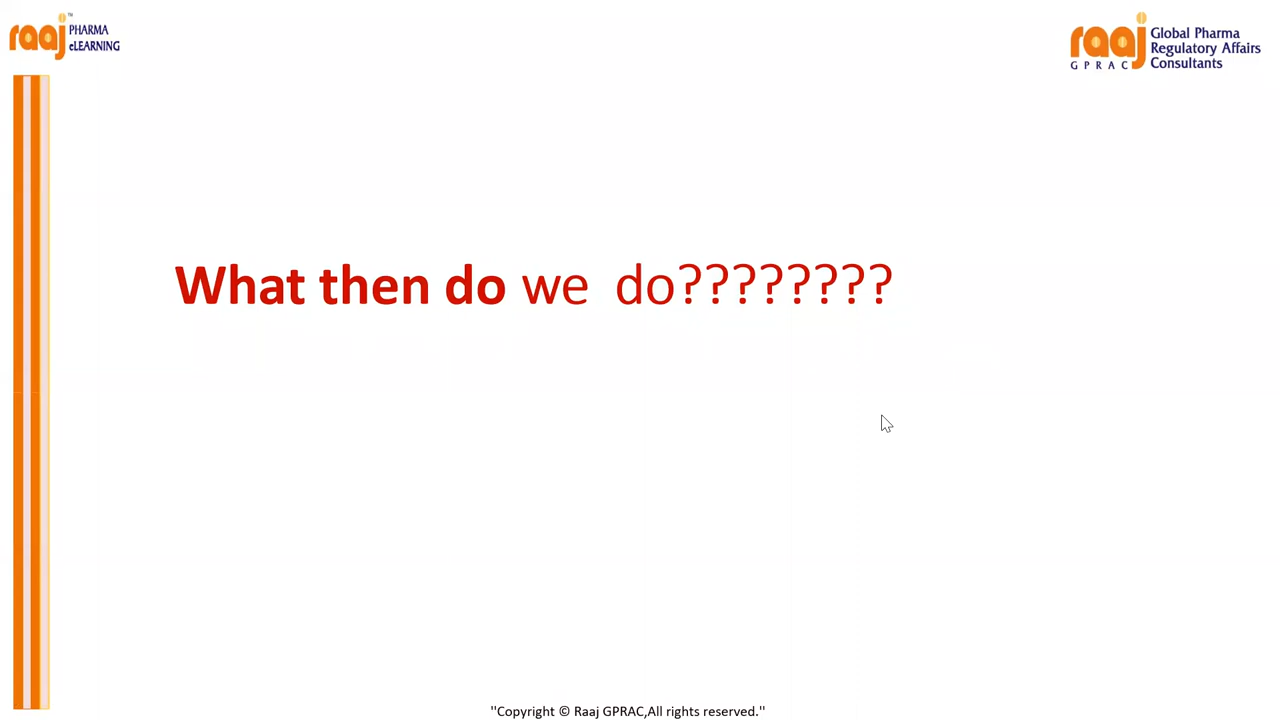 raaj™ PHARMA
eLEARNING
raaj Global Pharma
Regulatory Affairs
GPRAC Consultants
What then do we do????????
"Copyright © Raaj GPRAC,All rights reserved."